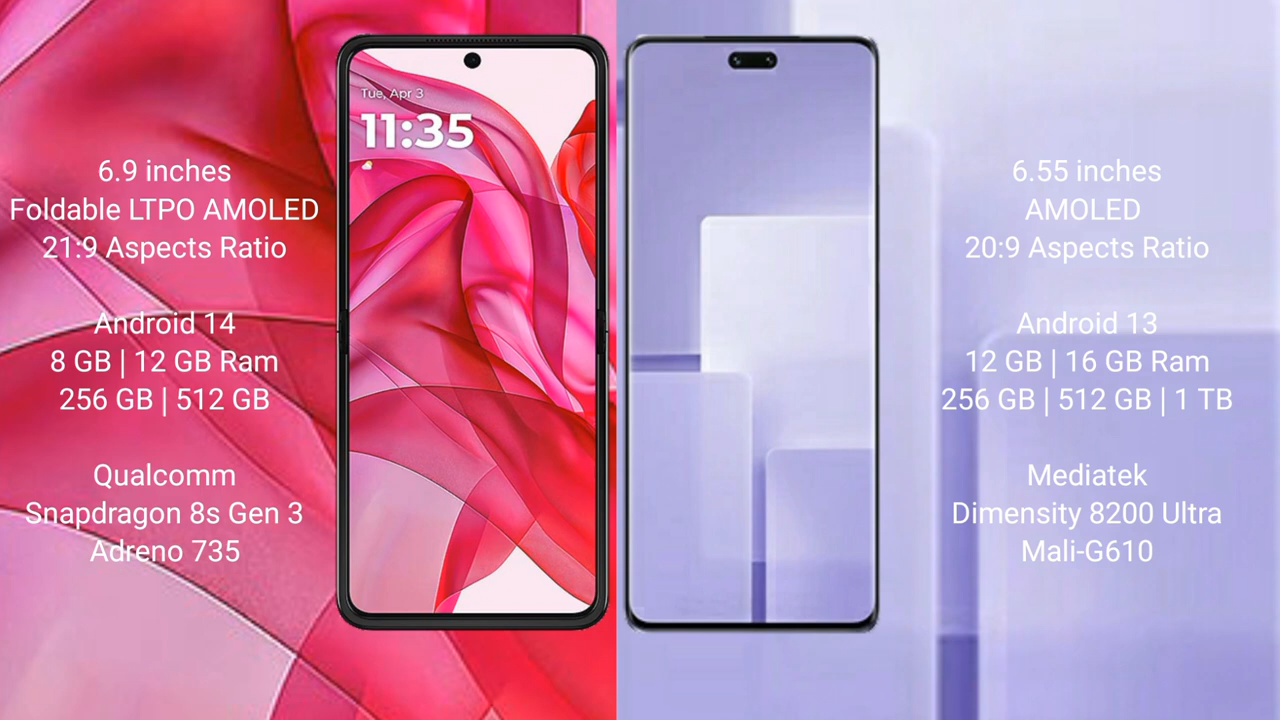 6.9 inches
Foldable LTPO AMOLED
21:9 Aspects Ratio
Android 14
8 GB | 12 GB Ram
256 GB | 512 GB
Qualcomm
Snapdragon 8s Gen 3
Adreno 735
Tue, Apr 3
11:35
6.55 inches
AMOLED
20:9 Aspects Ratio
Android 13
12 GB | 16 GB Ram
256 GB | 512 GB | 1 TB
Mediatek
Dimensity 8200 Ultra
Mali-G610